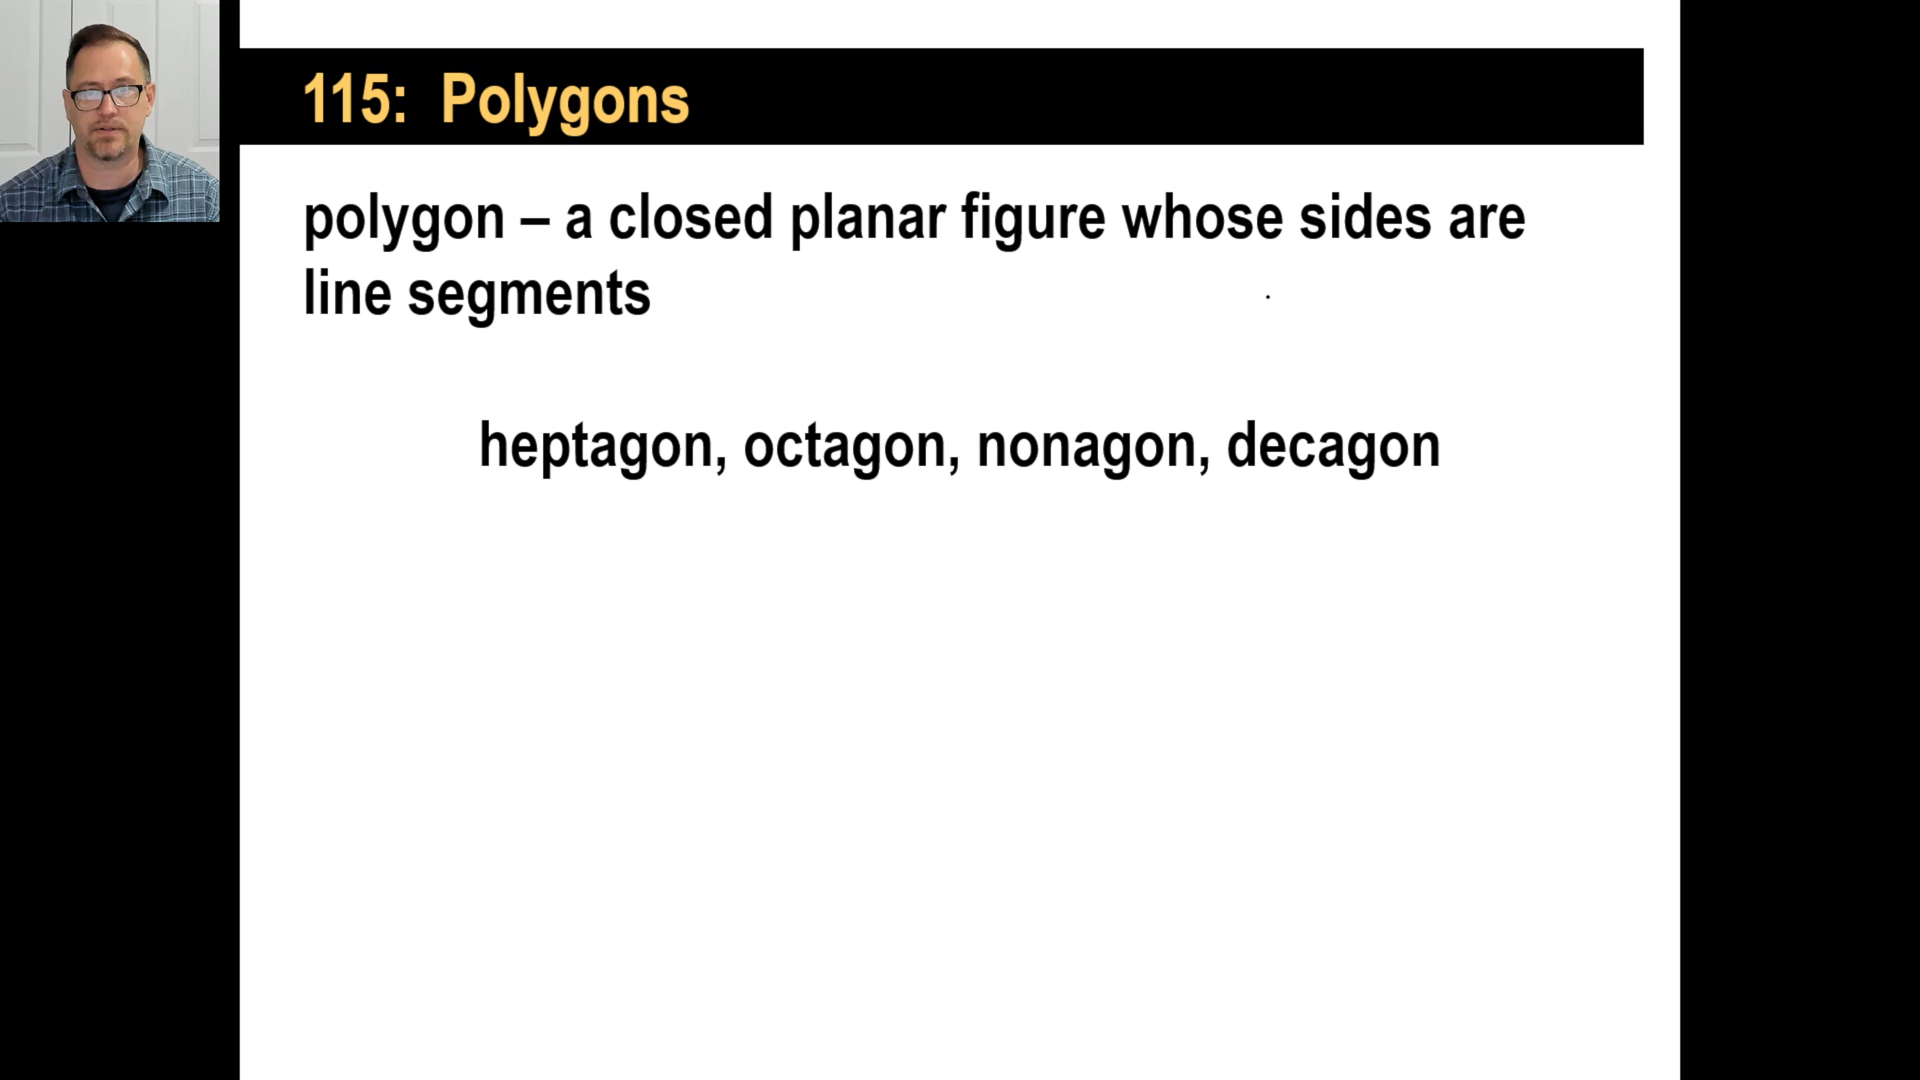 115: Polygons
polygon – a closed planar figure whose sides are
line segments
heptagon, octagon, nonagon, decagon